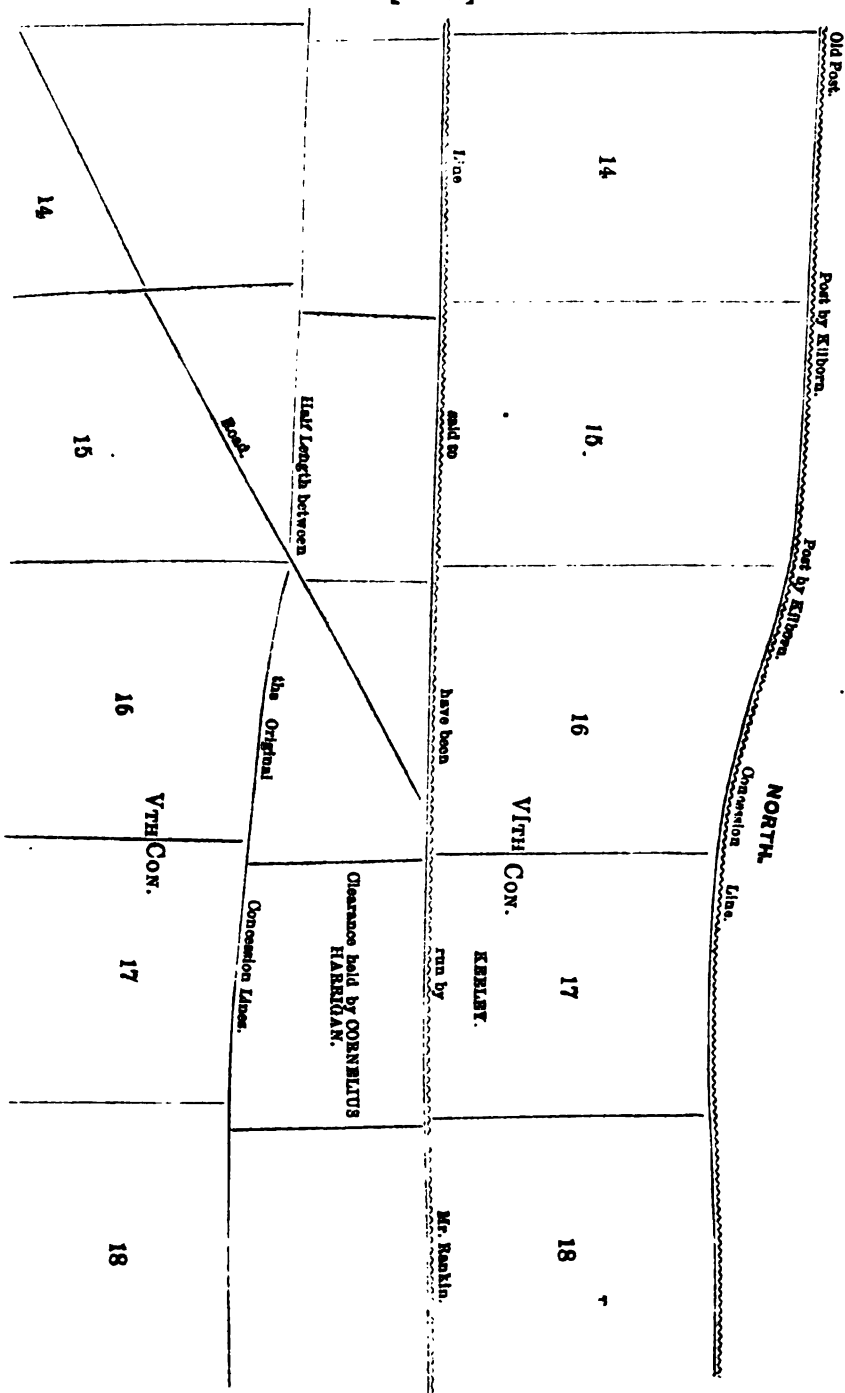 Old Post.
Post by Kilborn.
Post by Kilborn.
NORTH.
Concession Line.
14
15.
16
17
18
VITH CON.
KEELEY.
Line said to have been run by Mr. Rankin.
Clearance held by CORNELIUS
HARRIGAN.
Half Length between the Original Concession Lines.
Road.
14
15
16
17
18
VTH CON.